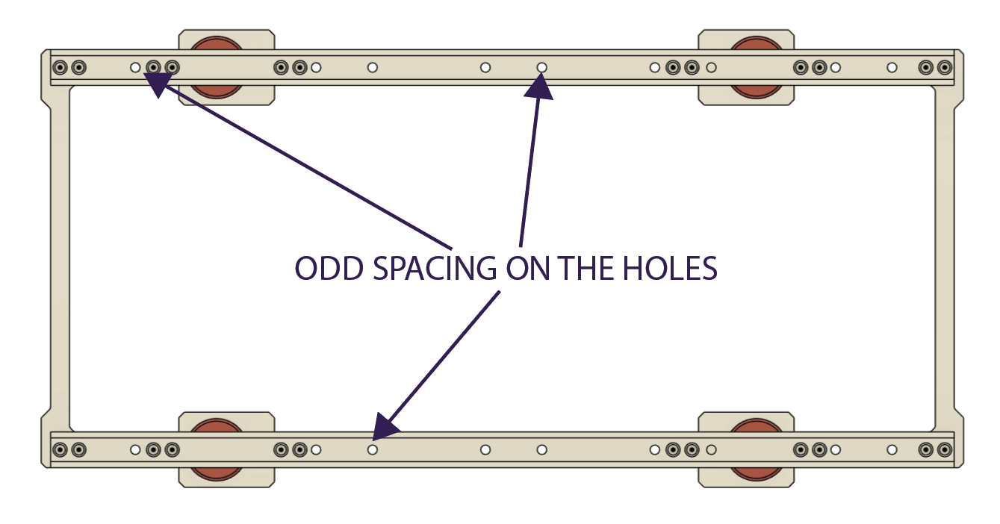 ODD SPACING ON THE HOLES